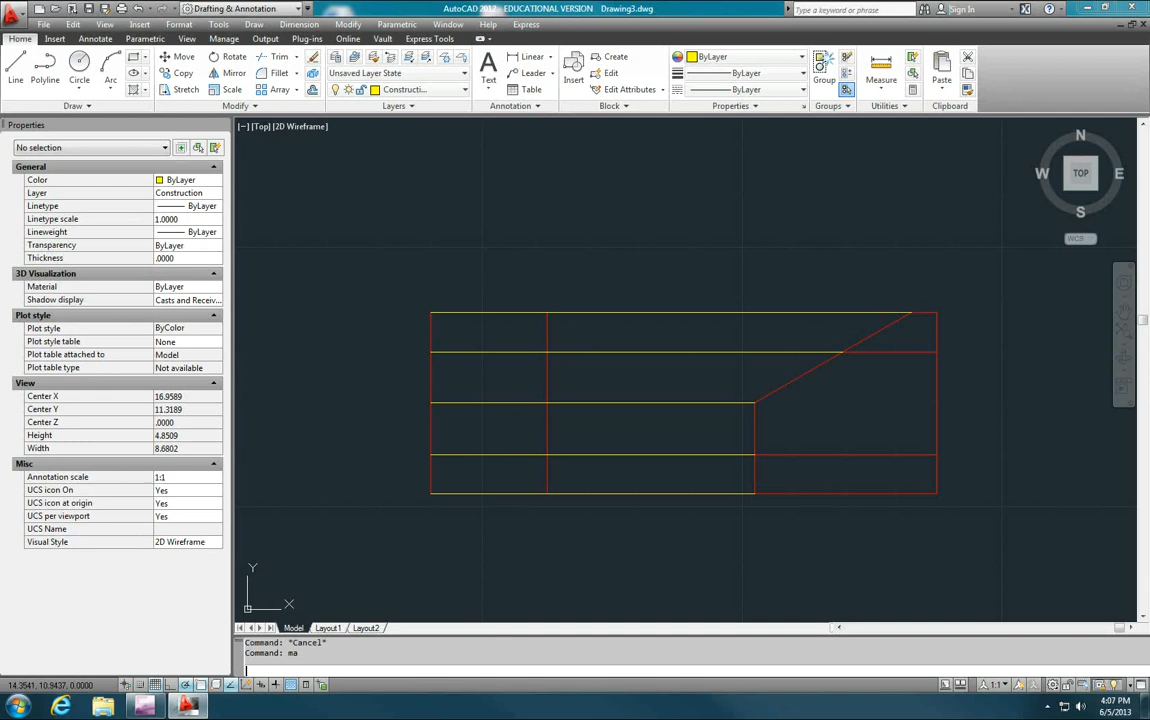 Drafting & Annotation
AutoCAD 2012 - EDUCATIONAL VERSION Drawing3.dwg
Type a keyword or phrase
Sign In
File Edit View Insert Format Tools Draw Dimension Modify Parametric Window Help Express
Home Insert Annotate Parametric View Manage Output Plug-ins Online Vault Express Tools
Line Polyline Circle Arc
Move Rotate Trim
Copy Mirror Fillet
Stretch Scale Array
Unsaved Layer State
Constructi...
Text
Linear
Leader
Table
Insert
Create
Edit
Edit Attributes
ByLayer
ByLayer
ByLayer
Group
Measure
Paste
Draw Modify Layers Annotation Block Properties Groups Utilities Clipboard
Properties
No selection
General
Color ByLayer
Layer Construction
Linetype ByLayer
Linetype scale 1.0000
Lineweight ByLayer
Transparency ByLayer
Thickness .0000
3D Visualization
Material ByLayer
Shadow display Casts and Receiv...
Plot style
Plot style ByColor
Plot style table None
Plot table attached to Model
Plot table type Not available
View
Center X 16.9589
Center Y 11.3189
Center Z .0000
Height 4.8509
Width 8.6802
Misc
Annotation scale 1:1
UCS icon On Yes
UCS icon at origin Yes
UCS per viewport Yes
UCS Name
Visual Style 2D Wireframe
[−] [Top] [2D Wireframe]
N
W TOP E
S
WCS
Y
X
Model Layout1 Layout2
Command: *Cancel*
Command: ma
14.3541, 10.9437, 0.0000
1:1
4:07 PM
6/5/2013